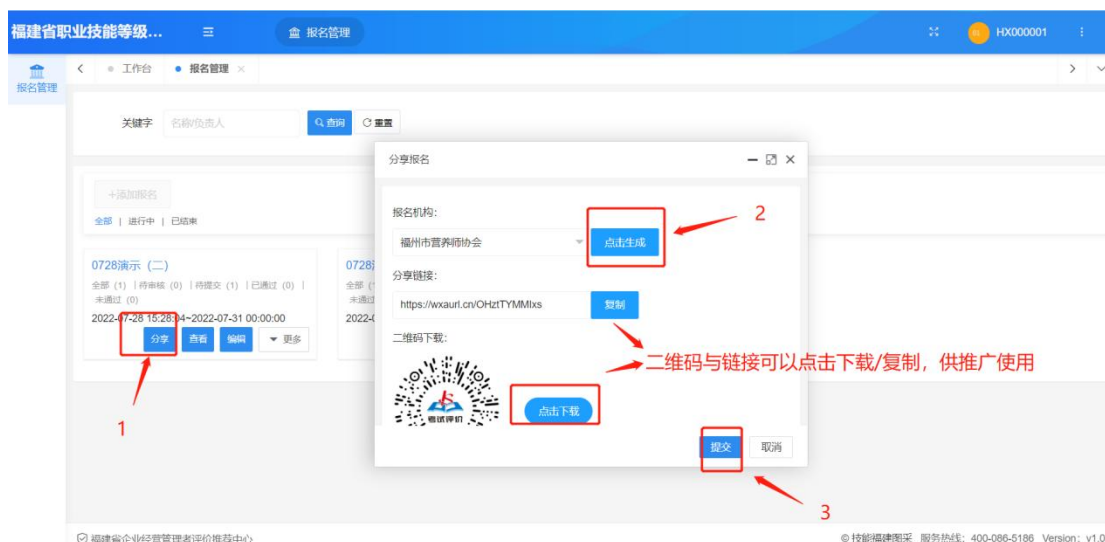 福建省职业技能等级...
报名管理
HX000001
报名管理
工作台
报名管理
关键字
名称/负责人
查询
重置
分享报名
+添加报名
全部 | 进行中 | 已结束
报名机构：
2
福州市营养师协会
点击生成
0728演示（二）
0728
全部 (1) | 待审核 (0) | 待提交 (1) | 已通过 (0) |
未通过 (0)
全部
未通过
2022-07-28 15:28:04~2022-07-31 00:00:00
2022-0
分享
查看
编辑
更多
分享链接：
https://wxaurl.cn/OHztTYMMIxs
复制
二维码下载：
二维码与链接可以点击下载/复制，供推广使用
考试评价
点击下载
1
提交
取消
3
福建省企业经营管理者评价推荐中心
©技能福建图采 服务热线：400-086-5186 Version：v1.0